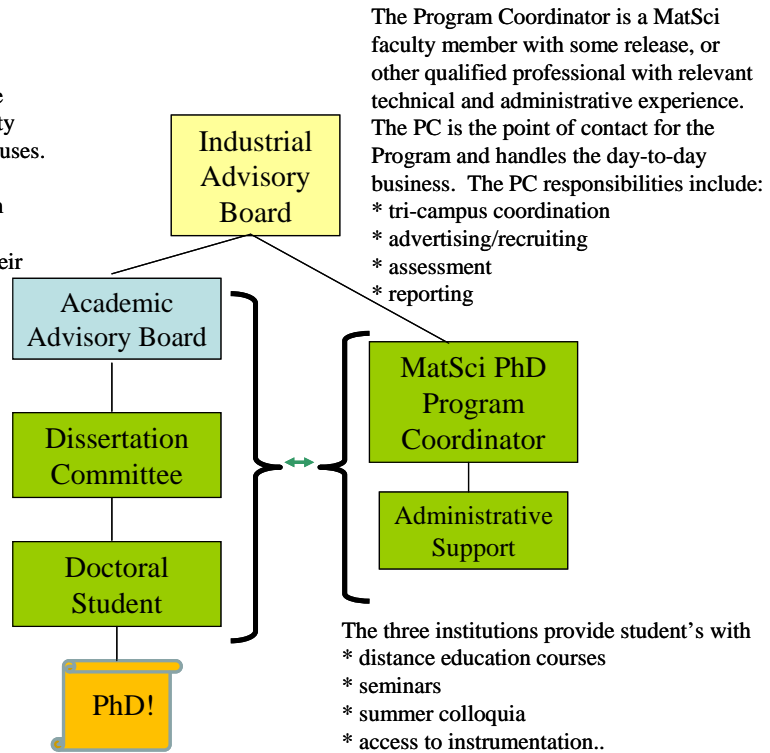 The Program Coordinator is a MatSci
faculty member with some release, or
other qualified professional with relevant
technical and administrative experience.
The PC is the point of contact for the
Program and handles the day-to-day
business. The PC responsibilities include:
* tri-campus coordination
* advertising/recruiting
* assessment
* reporting
uses.
eir
Industrial
Advisory
Board
Academic
Advisory Board
Dissertation
Committee
Doctoral
Student
PhD!
MatSci PhD
Program
Coordinator
Administrative
Support
The three institutions provide student’s with
* distance education courses
* seminars
* summer colloquia
* access to instrumentation..